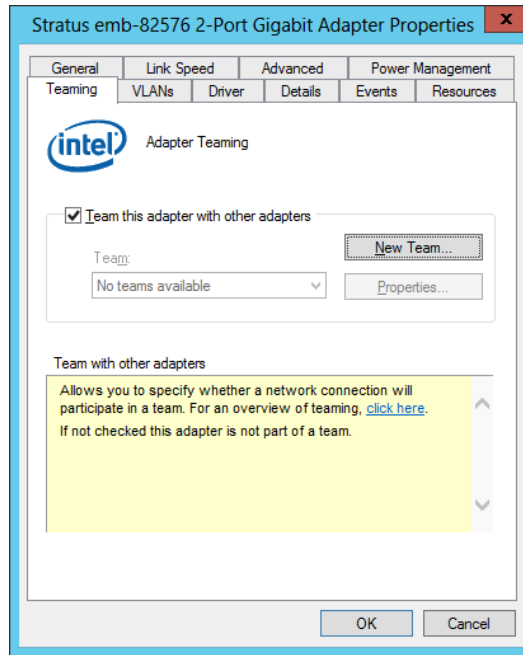 Stratus emb-82576 2-Port Gigabit Adapter Properties x
General Link Speed Advanced Power Management
Teaming VLANs Driver Details Events Resources
intel Adapter Teaming
Team this adapter with other adapters
New Team...
Team:
No teams available Properties...
Team with other adapters
Allows you to specify whether a network connection will
participate in a team. For an overview of teaming, click here.
If not checked this adapter is not part of a team.
OK Cancel